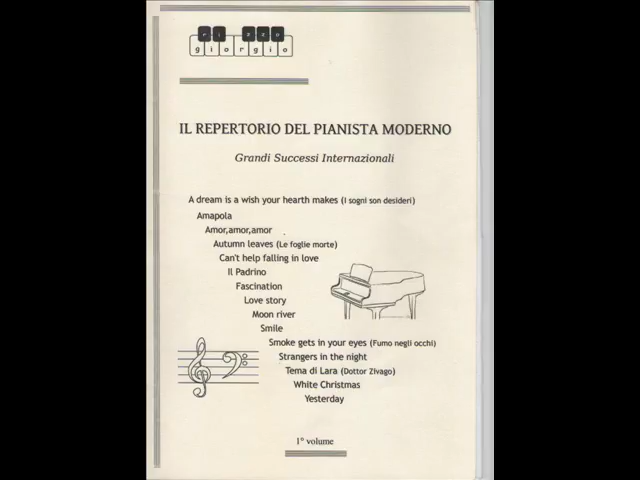 ri zzo
giorgio
IL REPERTORIO DEL PIANISTA MODERNO
Grandi Successi Internazionali
A dream is a wish your hearth makes (I sogni son desideri)
Amapola
Amor,amor,amor
Autumn leaves (Le foglie morte)
Can't help falling in love
Il Padrino
Fascination
Love story
Moon river
Smile
Smoke gets in your eyes (Fumo negli occhi)
Strangers in the night
Tema di Lara (Dottor Zivago)
White Christmas
Yesterday
1° volume